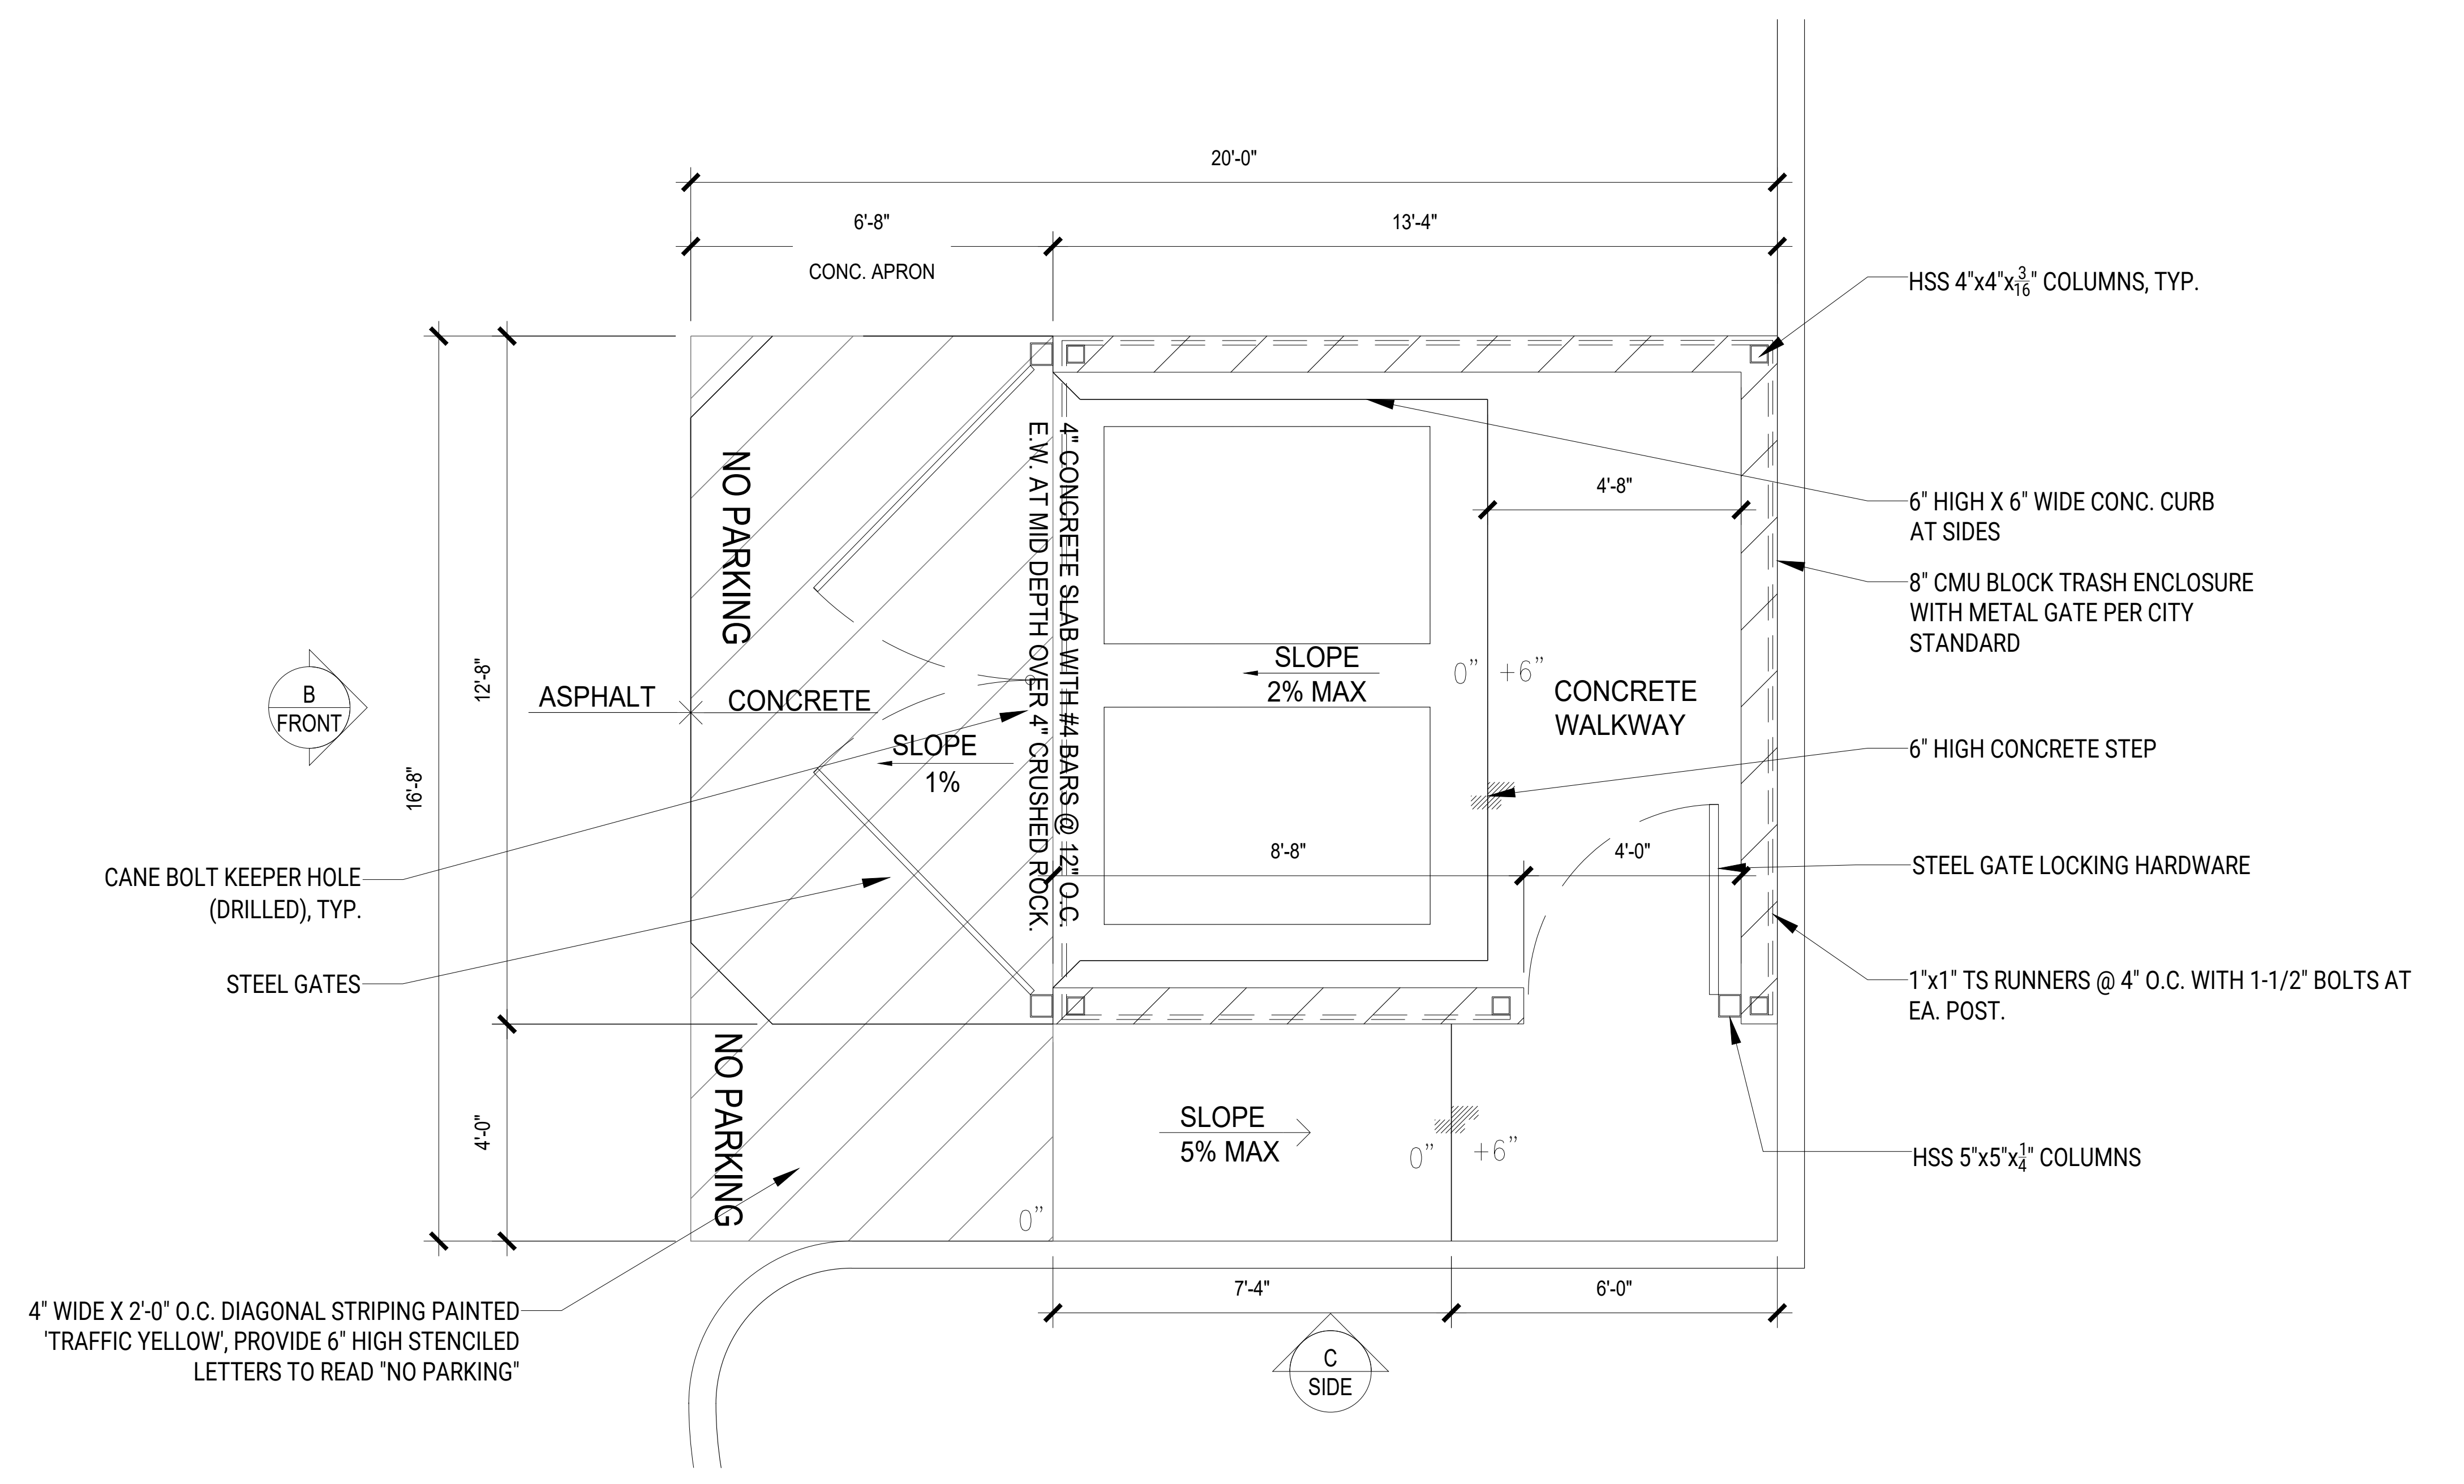 20'-0"
6'-8"
13'-4"
CONC. APRON
HSS 4"x4"x3/16" COLUMNS, TYP.
4'-8"
6" HIGH X 6" WIDE CONC. CURB
AT SIDES
8" CMU BLOCK TRASH ENCLOSURE
WITH METAL GATE PER CITY
STANDARD
NO PARKING
4" CONCRETE SLAB WITH #4 BARS @ 12" O.C.
E.W. AT MID DEPTH OVER 4" CRUSHED ROCK.
12'-8"
16'-8"
B
FRONT
ASPHALT
CONCRETE
SLOPE
2% MAX
0”
+6”
CONCRETE
WALKWAY
SLOPE
1%
6" HIGH CONCRETE STEP
8'-8"
4'-0"
STEEL GATE LOCKING HARDWARE
CANE BOLT KEEPER HOLE
(DRILLED), TYP.
STEEL GATES
1"x1" TS RUNNERS @ 4" O.C. WITH 1-1/2" BOLTS AT
EA. POST.
4'-0"
NO PARKING
SLOPE
5% MAX
0”
+6”
HSS 5"x5"x1/4" COLUMNS
0”
7'-4"
6'-0"
4" WIDE X 2'-0" O.C. DIAGONAL STRIPING PAINTED
'TRAFFIC YELLOW', PROVIDE 6" HIGH STENCILED
LETTERS TO READ "NO PARKING"
C
SIDE